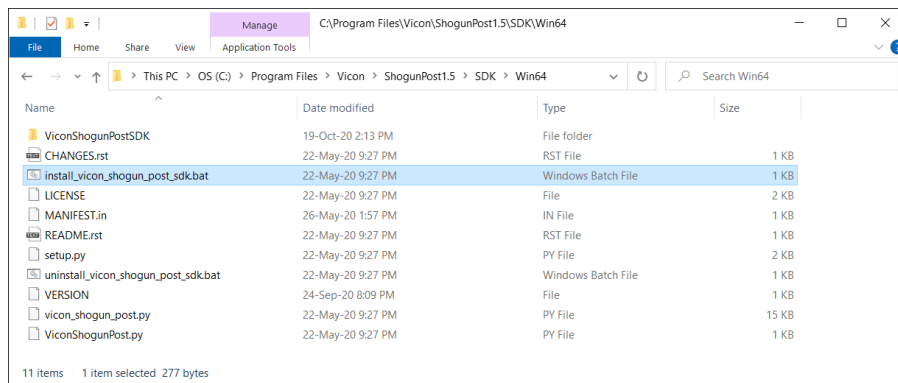 Manage
C:\Program Files\Vicon\ShogunPost1.5\SDK\Win64
File Home Share View Application Tools
This PC > OS (C:) > Program Files > Vicon > ShogunPost1.5 > SDK > Win64
Search Win64
Name Date modified Type Size
ViconShogunPostSDK 19-Oct-20 2:13 PM File folder
CHANGES.rst 22-May-20 9:27 PM RST File 1 KB
install_vicon_shogun_post_sdk.bat 22-May-20 9:27 PM Windows Batch File 1 KB
LICENSE 22-May-20 9:27 PM File 2 KB
MANIFEST.in 26-May-20 1:57 PM IN File 1 KB
README.rst 22-May-20 9:27 PM RST File 1 KB
setup.py 22-May-20 9:27 PM PY File 2 KB
uninstall_vicon_shogun_post_sdk.bat 22-May-20 9:27 PM Windows Batch File 1 KB
VERSION 24-Sep-20 8:09 PM File 1 KB
vicon_shogun_post.py 22-May-20 9:27 PM PY File 15 KB
ViconShogunPost.py 22-May-20 9:27 PM PY File 1 KB
11 items 1 item selected 277 bytes